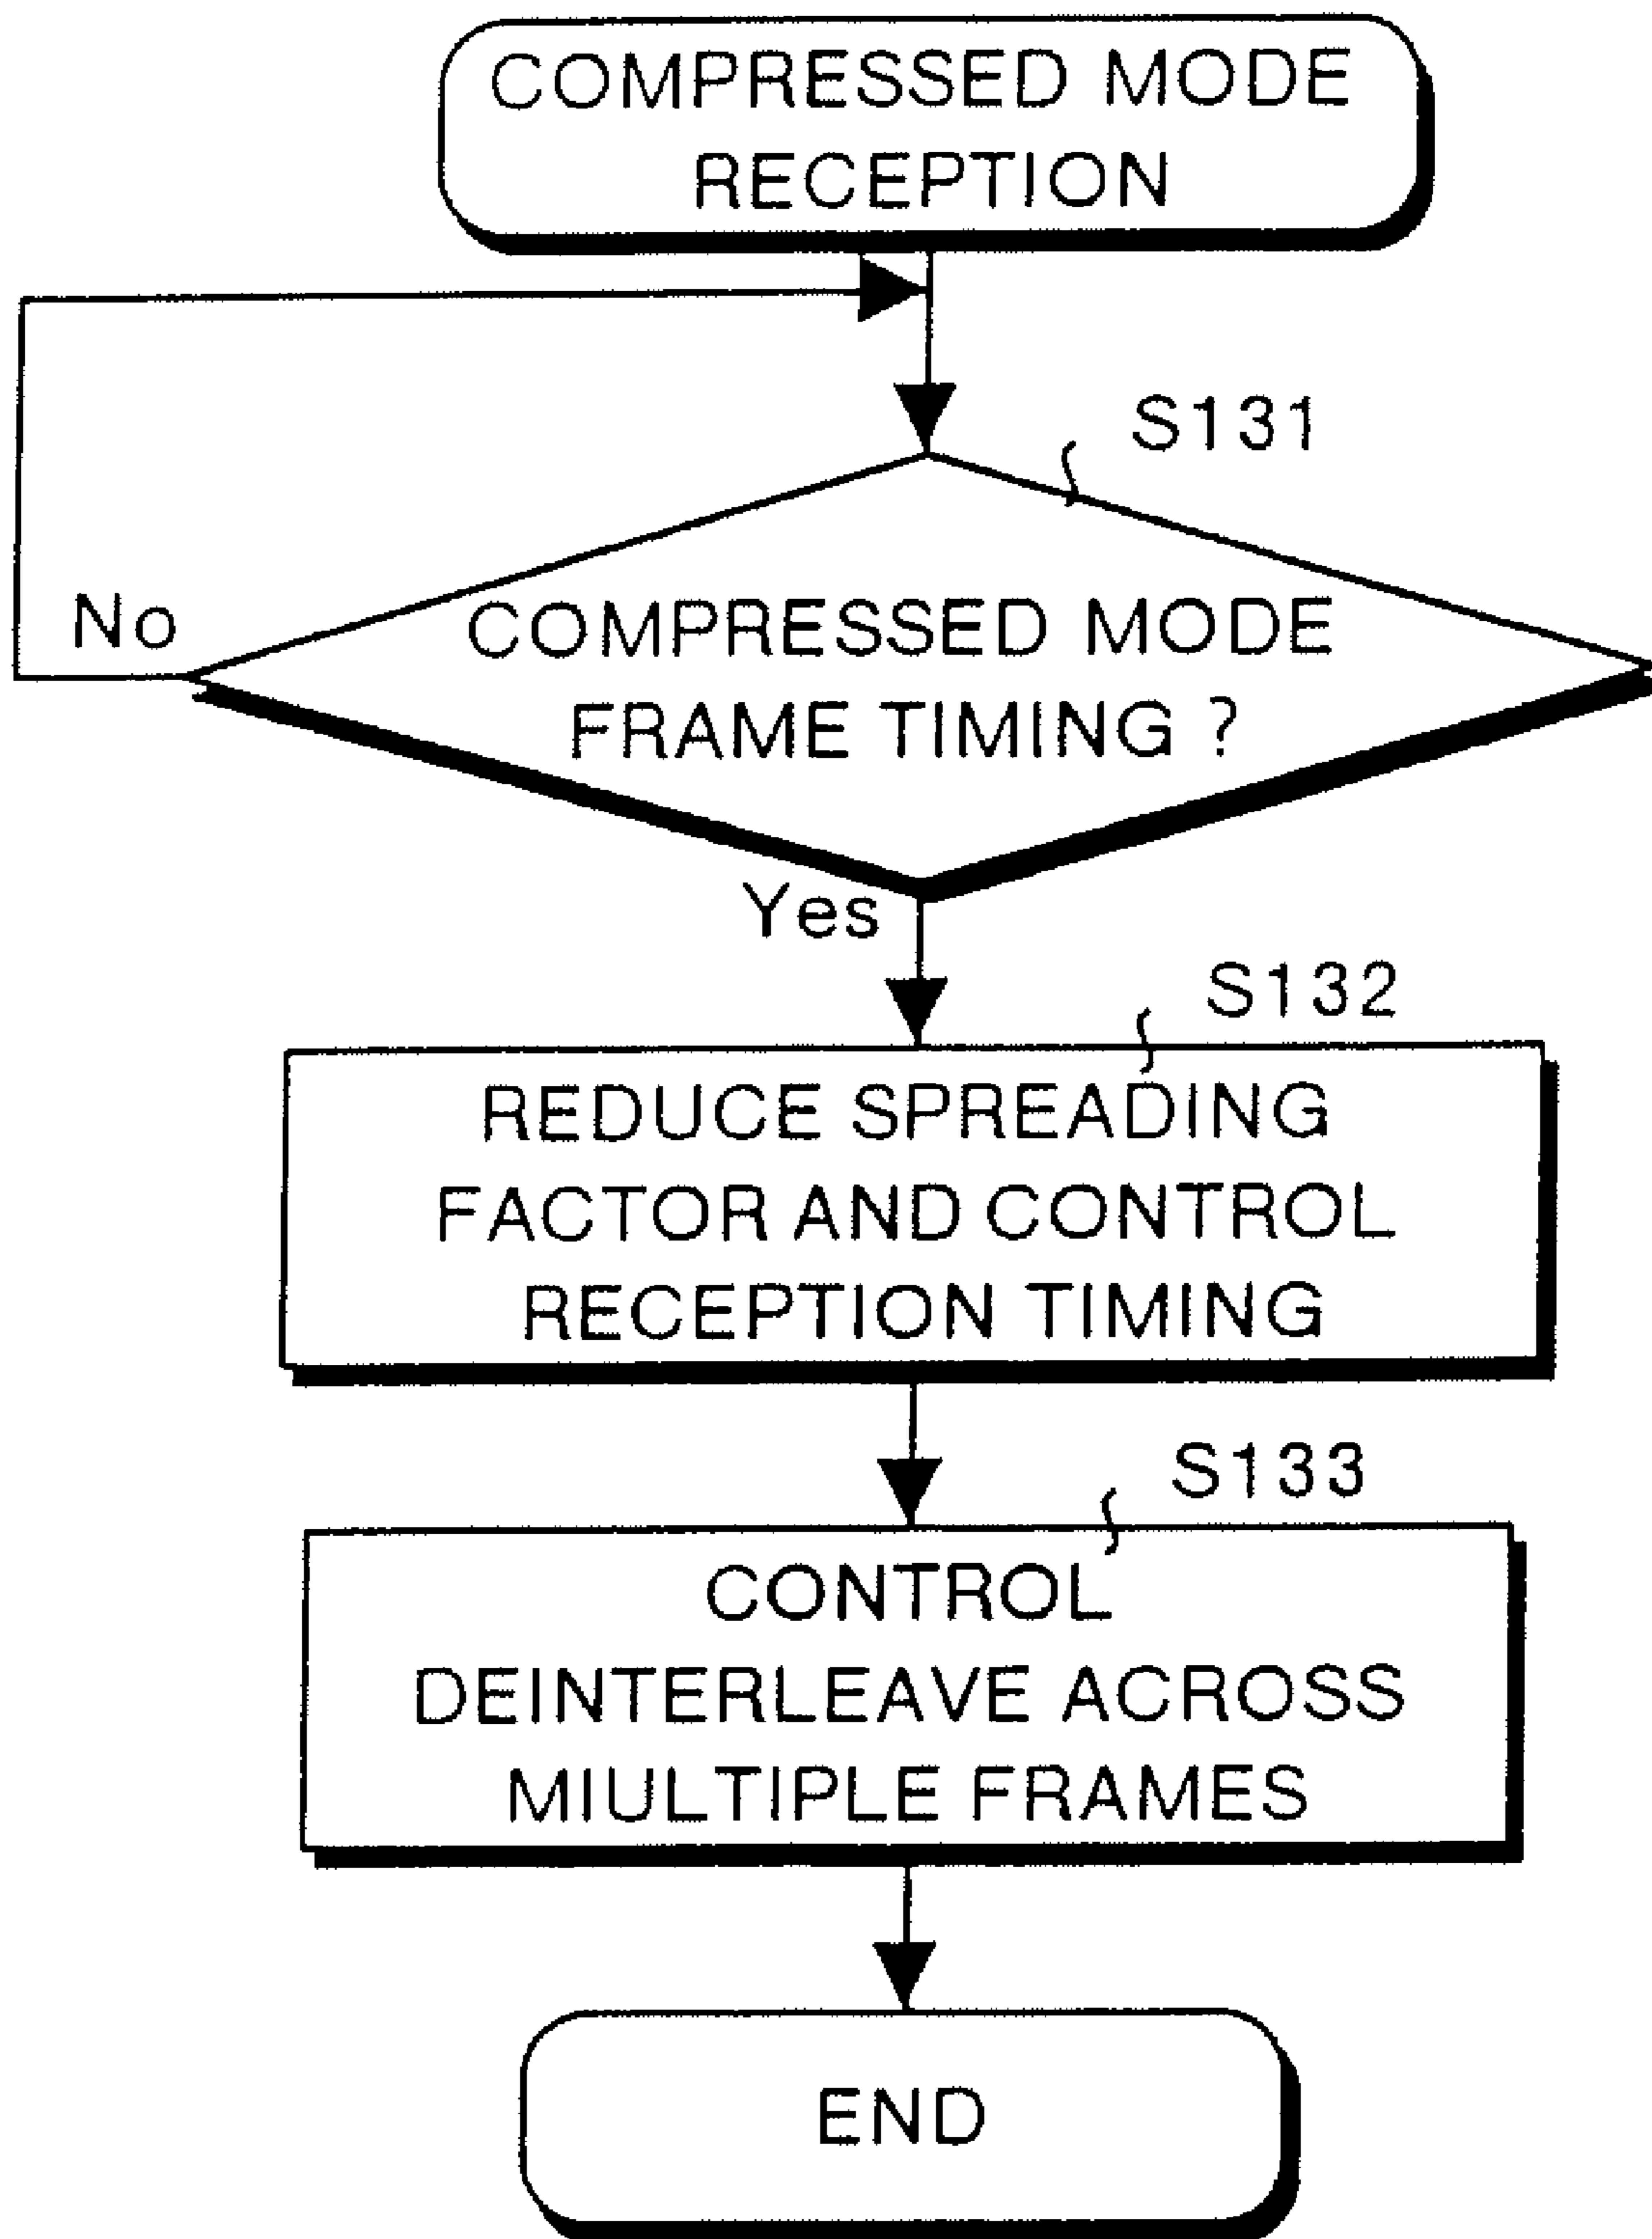 COMPRESSED MODE
RECEPTION
S131
No
COMPRESSED MODE
FRAME TIMING ?
Yes
S132
REDUCE SPREADING
FACTOR AND CONTROL
RECEPTION TIMING
S133
CONTROL
DEINTERLEAVE ACROSS
MIULTIPLE FRAMES
END